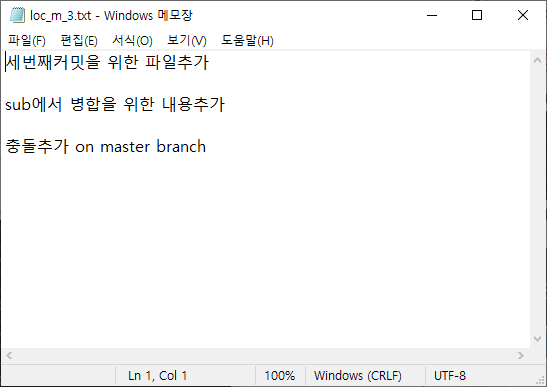 loc_m_3.txt - Windows 메모장
파일(F) 편집(E) 서식(O) 보기(V) 도움말(H)
세번째커밋을 위한 파일추가
sub에서 병합을 위한 내용추가
충돌추가 on master branch
Ln 1, Col 1 100% Windows (CRLF) UTF-8